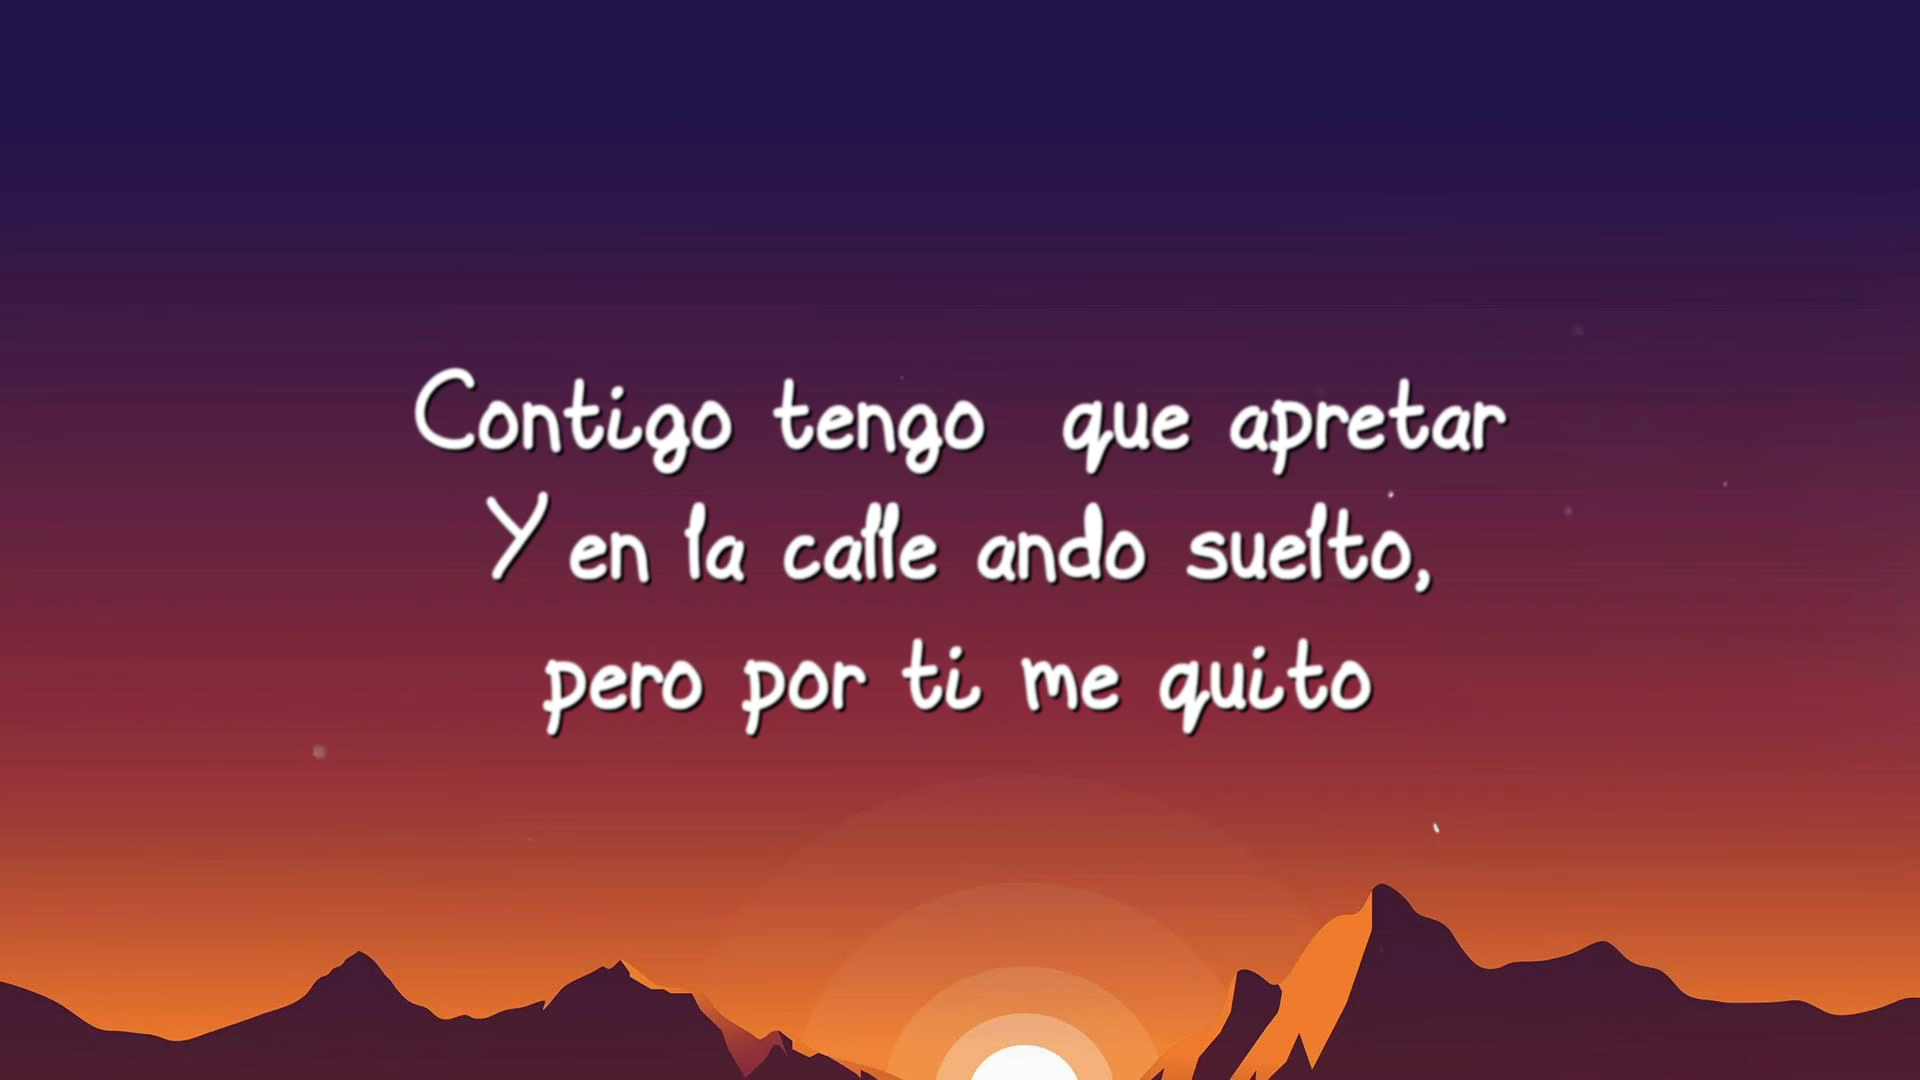 Contigo tengo que apretar
Y en la calle ando suelto,
pero por ti me quito